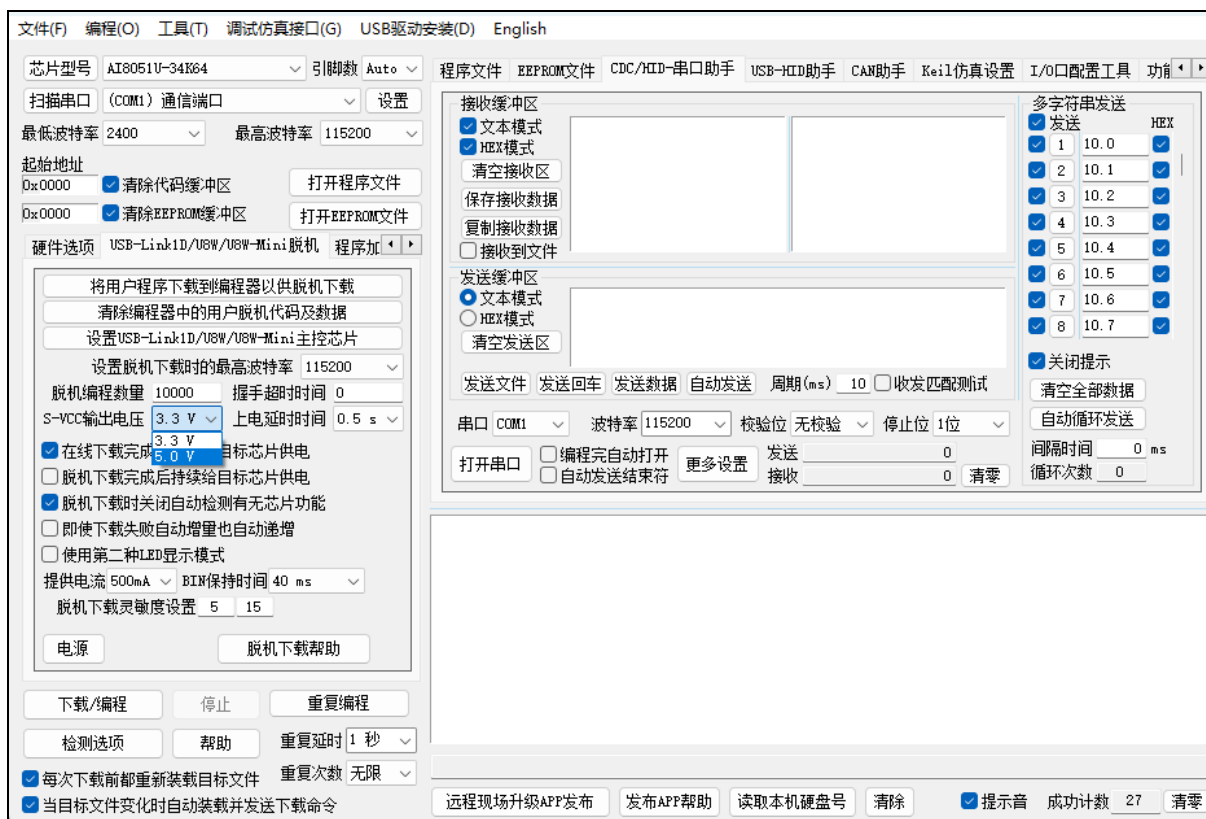 文件(F) 编程(O) 工具(T) 调试仿真接口(G) USB驱动安装(D) English
芯片型号 AI8051U-34K64 引脚数 Auto
扫描串口 (COM1) 通信端口 设置
最低波特率 2400 最高波特率 115200
起始地址
0x0000 清除代码缓冲区 打开程序文件
0x0000 清除EEPROM缓冲区 打开EEPROM文件
硬件选项 USB-Link1D/U8W/U8W-Mini脱机 程序加
将用户程序下载到编程器以供脱机下载
清除编程器中的用户脱机代码及数据
设置USB-Link1D/U8W/U8W-Mini主控芯片
设置脱机下载时的最高波特率 115200
脱机编程数量 10000 握手超时时间 0
S-VCC输出电压 3.3 V 上电延时时间 0.5 s
3.3 V
5.0 V
在线下载完成 目标芯片供电
脱机下载完成后持续给目标芯片供电
脱机下载时关闭自动检测有无芯片功能
即使下载失败自动增量也自动递增
使用第二种LED显示模式
提供电流 500mA BIN保持时间 40 ms
脱机下载灵敏度设置 5 15
电源 脱机下载帮助
下载/编程 停止 重复编程
检测选项 帮助 重复延时 1 秒
每次下载前都重新装载目标文件 重复次数 无限
当目标文件变化时自动装载并发送下载命令
程序文件 EEPROM文件 CDC/HID-串口助手 USB-HID助手 CAN助手 Keil仿真设置 I/O口配置工具 功能
接收缓冲区
文本模式
HEX模式
清空接收区
保存接收数据
复制接收数据
接收到文件
发送缓冲区
文本模式
HEX模式
清空发送区
发送文件 发送回车 发送数据 自动发送 周期(ms) 10 收发匹配测试
串口 COM1 波特率 115200 校验位 无校验 停止位 1位
打开串口 编程完自动打开 更多设置 发送 0
自动发送结束符 接收 0 清零
多字符串发送
发送 HEX
1 10.0
2 10.1
3 10.2
4 10.3
5 10.4
6 10.5
7 10.6
8 10.7
关闭提示
清空全部数据
自动循环发送
间隔时间 0 ms
循环次数 0
远程现场升级APP发布 发布APP帮助 读取本机硬盘号 清除 提示音 成功计数 27 清零